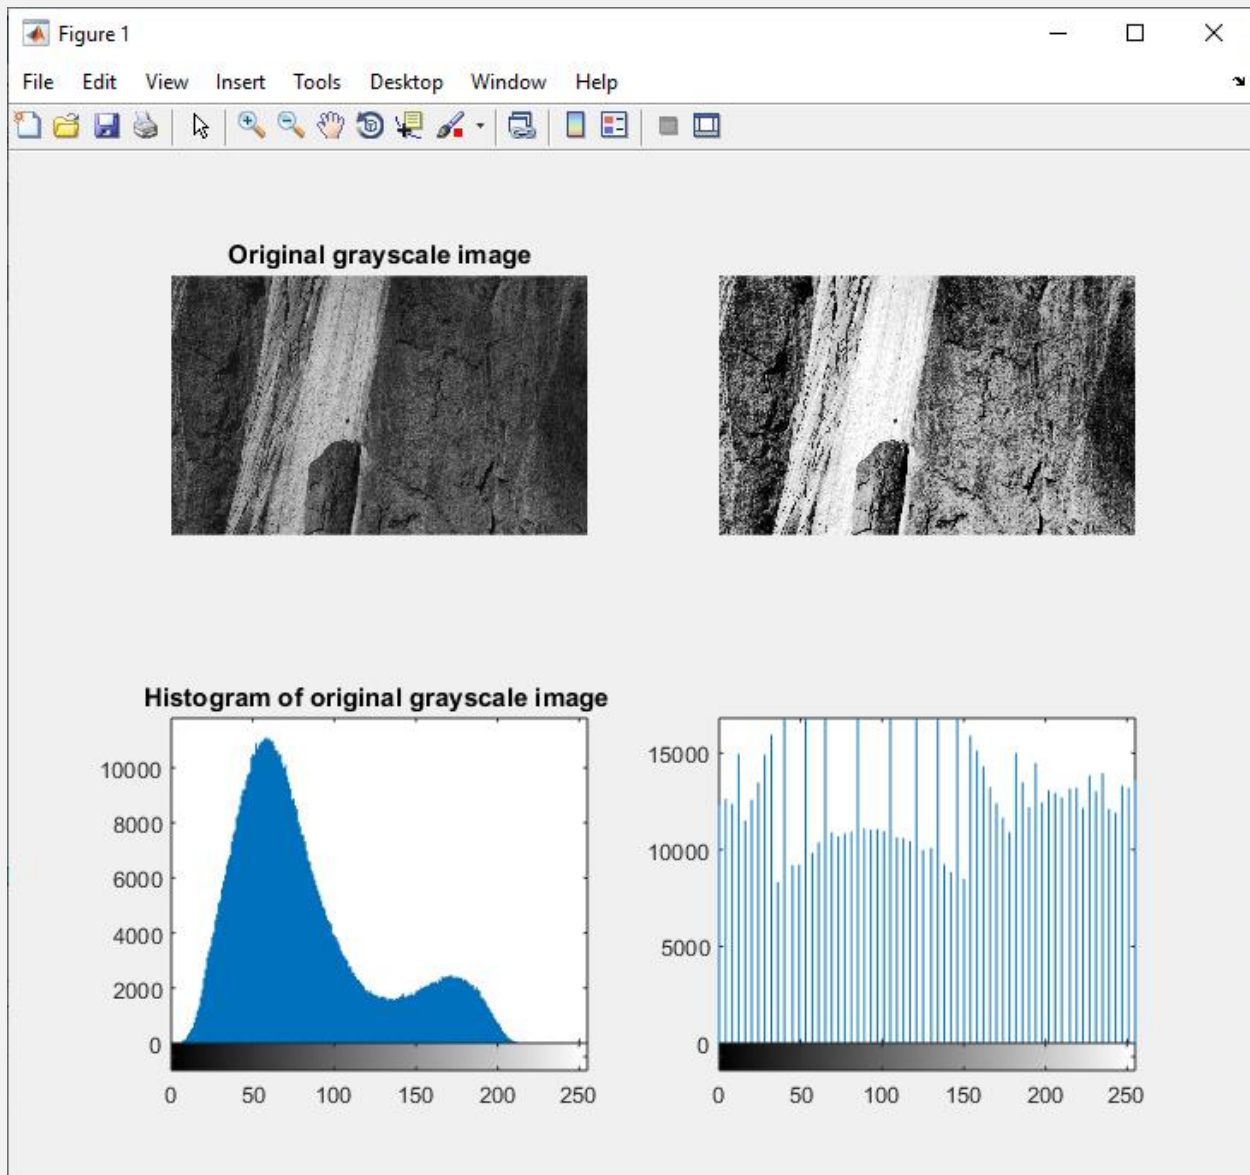 Figure 1
File Edit View Insert Tools Desktop Window Help
Original grayscale image
Histogram of original grayscale image
10000
8000
6000
4000
2000
0
0 50 100 150 200 250
15000
10000
5000
0
0 50 100 150 200 250